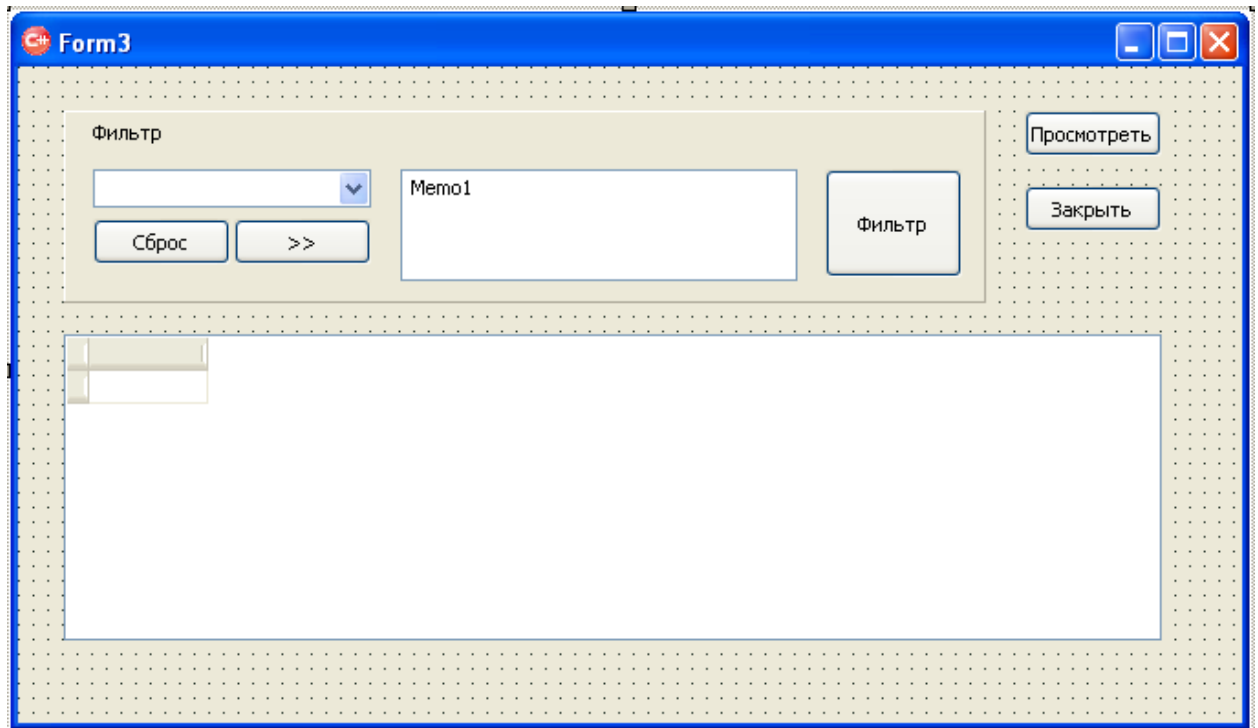 Form3
Фильтр
Просмотреть
Memo1
Сброс
>>
Фильтр
Закрыть